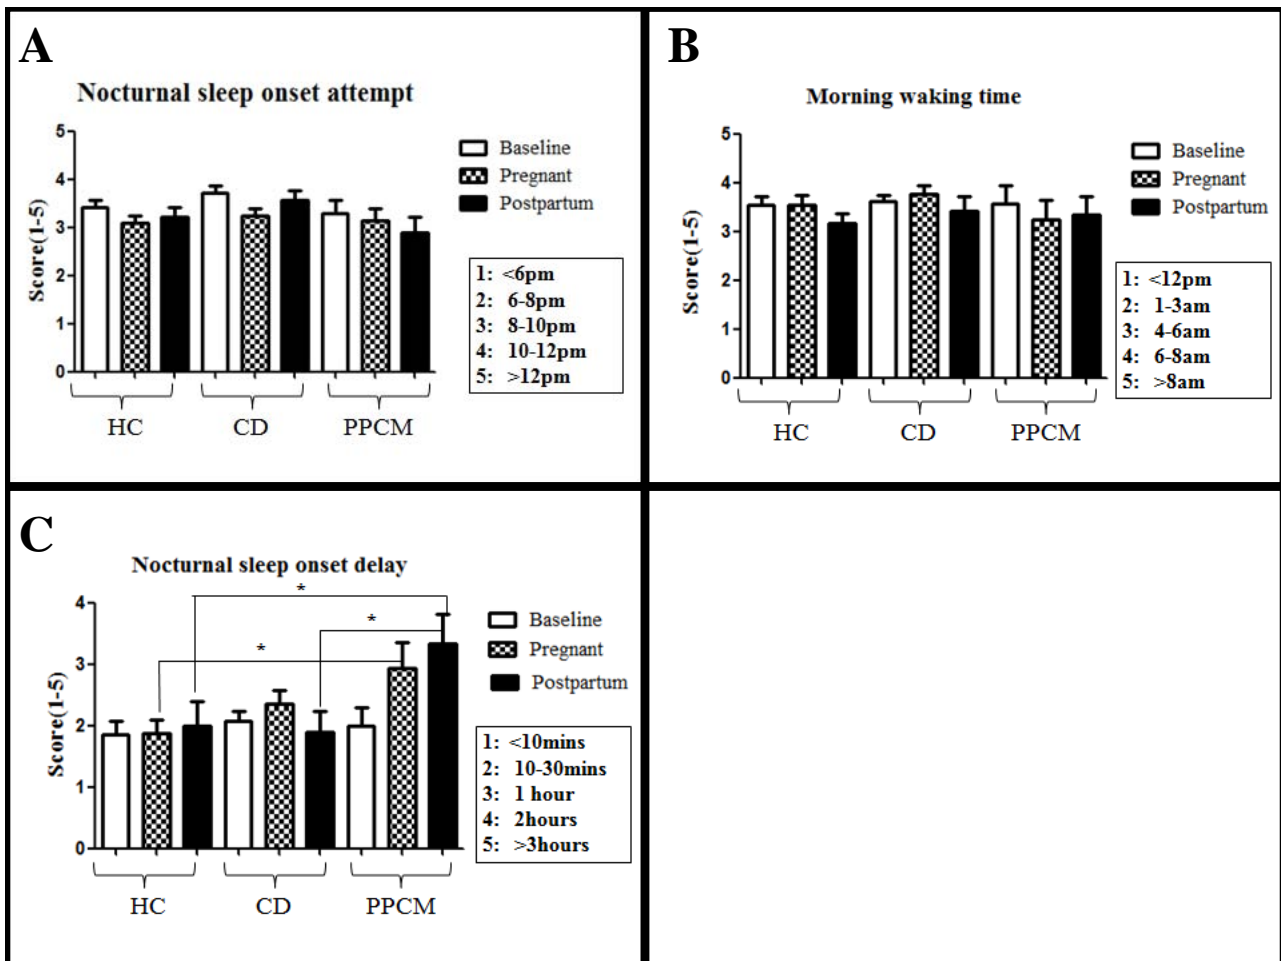 A
Nocturnal sleep onset attempt
Score(1-5)
5
4
3
2
1
0
HC CD PPCM
Baseline
Pregnant
Postpartum
1: <6pm
2: 6-8pm
3: 8-10pm
4: 10-12pm
5: >12pm
B
Morning waking time
Score(1-5)
5
4
3
2
1
0
HC CD PPCM
Baseline
Pregnant
Postpartum
1: <12pm
2: 1-3am
3: 4-6am
4: 6-8am
5: >8am
C
Nocturnal sleep onset delay
Score(1-5)
4
3
2
1
0
*
*
*
HC CD PPCM
Baseline
Pregnant
Postpartum
1: <10mins
2: 10-30mins
3: 1 hour
4: 2hours
5: >3hours